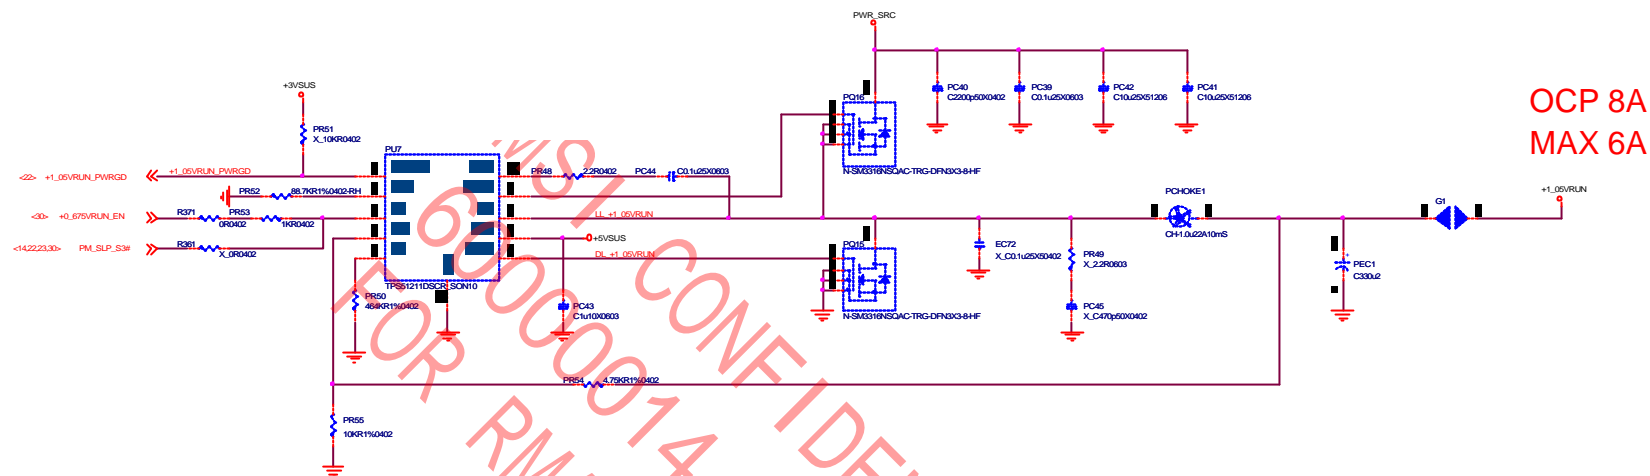 PWR_SRC
OCP 8A
MAX 6A
+3VSUS
PR51
X_10KR0402
PC40
C2200p50X0402
PC39
C0.1u25X0603
PC42
C10u25X51206
PC41
C10u25X51206
PQ16
N-SM3316NSQAC-TRG-DFN3X3-8-HF
PU7
<22> +1_05VRUN_PWRGD
+1_05VRUN_PWRGD
PR48
2.2R0402
PC44
C0.1u25X0603
PR52
88.7KR1%0402-RH
<30> +0_675VRUN_EN
R371
0R0402
PR53
1KR0402
LL_+1_05VRUN
PCHOKE1
CH-1.0u22A10mS
G1
+1_05VRUN
<14,22,23,30> PM_SLP_S3#
R361
X_0R0402
+5VSUS
DL_+1_05VRUN
PQ15
N-SM3316NSQAC-TRG-DFN3X3-8-HF
EC72
X_C0.1u25X50402
PR49
X_2.2R0603
PEC1
C330u2
+
TPS51211DSCR_SON10
PR50
464KR1%0402
PC43
C1u10X0603
PC45
X_C470p50X0402
PR54
4.75KR1%0402
PR55
10KR1%0402
MSI CONFIDE
60000014
FOR RM